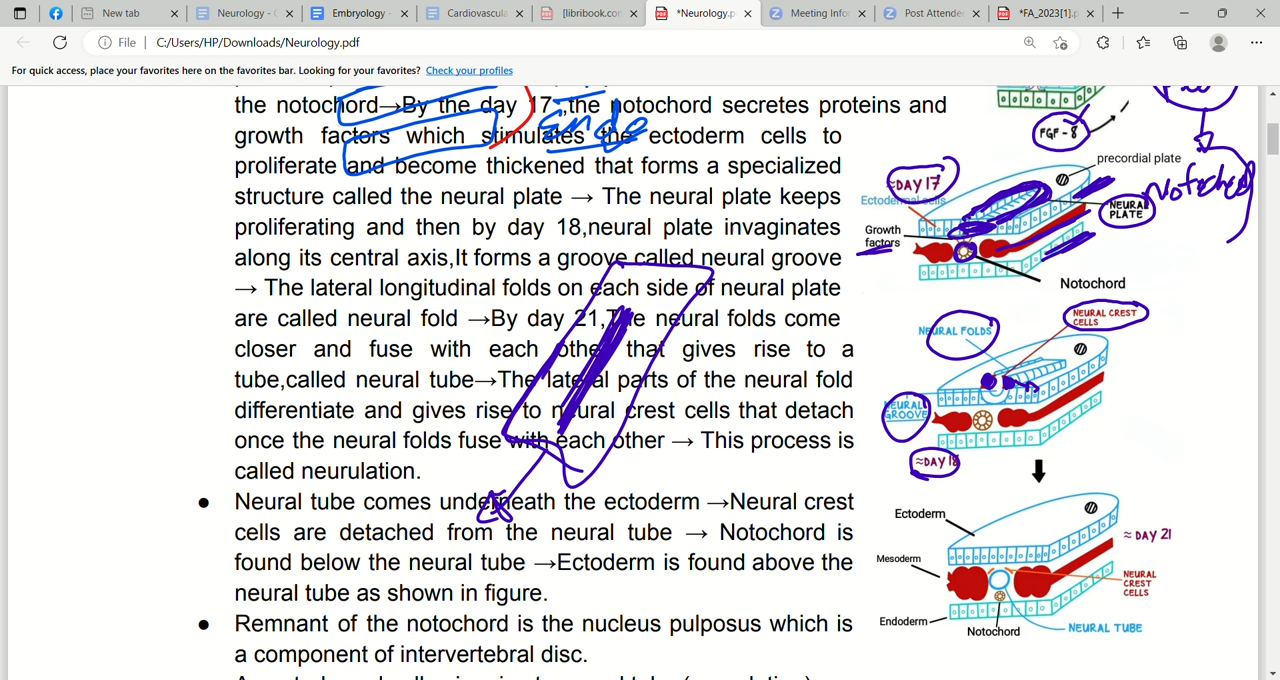 New tab
Neurology - (
Embryology -
Cardiovascula
[libribook.con
*Neurology.p
Meeting Info
Post Attende
*FA_2023[1].p
File
C:/Users/HP/Downloads/Neurology.pdf
For quick access, place your favorites here on the favorites bar. Looking for your favorites? Check your profiles
the notochord→By the day 17,the notochord secretes proteins and
growth factors which stimulates the ectoderm cells to
proliferate and become thickened that forms a specialized
structure called the neural plate → The neural plate keeps
proliferating and then by day 18,neural plate invaginates
along its central axis,It forms a groove called neural groove
→ The lateral longitudinal folds on each side of neural plate
are called neural fold →By day 21,The neural folds come
closer and fuse with each other that gives rise to a
tube,called neural tube→The lateral parts of the neural fold
differentiate and gives rise to neural crest cells that detach
once the neural folds fuse with each other → This process is
called neurulation.
● Neural tube comes underneath the ectoderm →Neural crest
cells are detached from the neural tube → Notochord is
found below the neural tube →Ectoderm is found above the
neural tube as shown in figure.
● Remnant of the notochord is the nucleus pulposus which is
a component of intervertebral disc.
endo
FGF-8
precordial plate
≈DAY 17
Ectodermal cells
NEURAL
PLATE
Growth
factors
Notochord
NEURAL CREST
CELLS
NEURAL FOLDS
NEURAL
GROOVE
≈DAY 18
Ectoderm
≈ DAY 21
Mesoderm
NEURAL
CREST
CELLS
Endoderm
Notochord
NEURAL TUBE